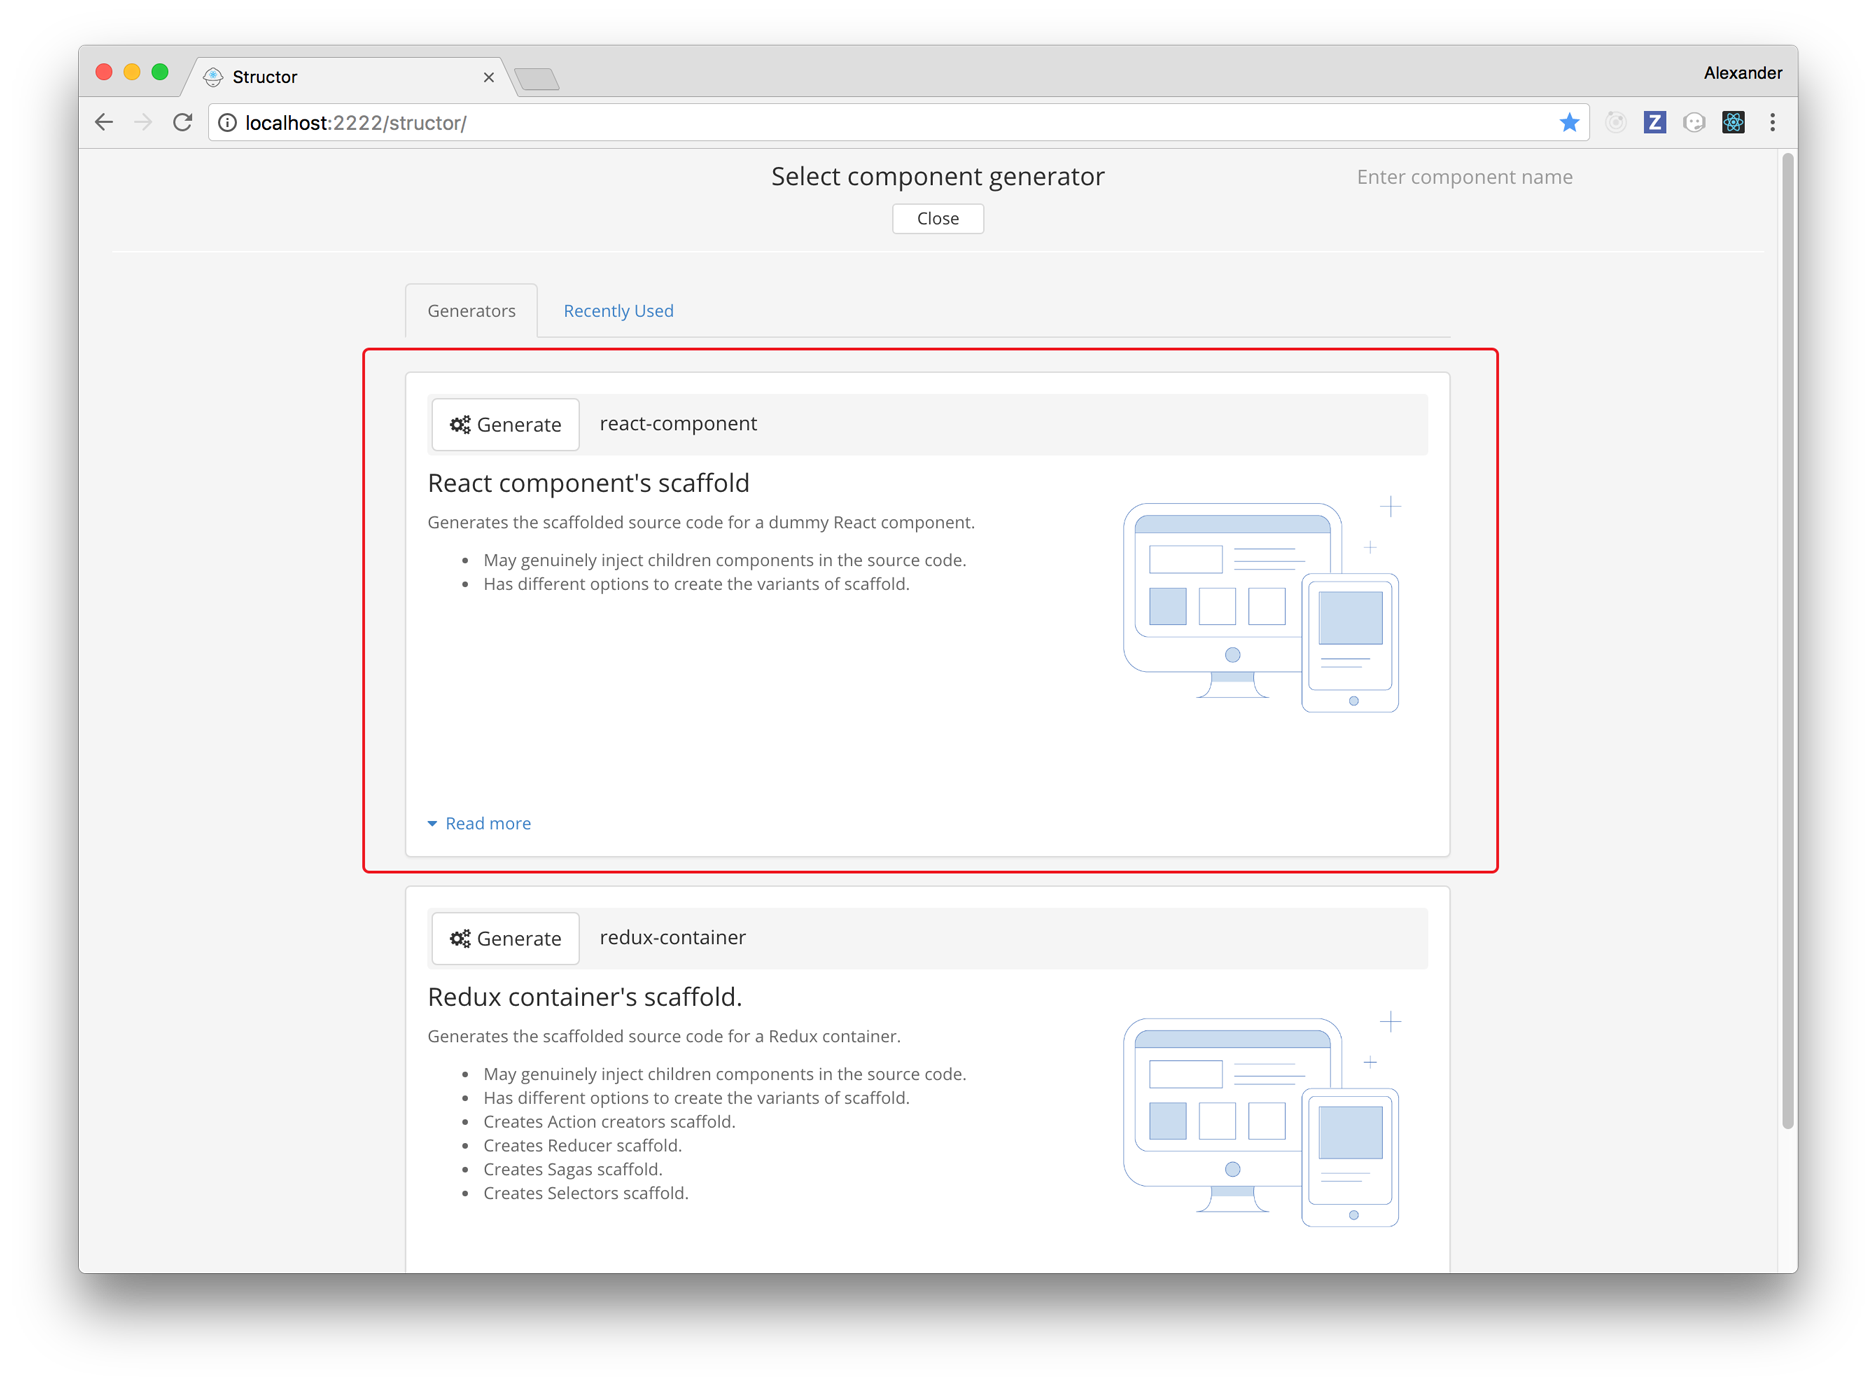 Structor
Alexander
localhost:2222/structor/
Z
Select component generator
Enter component name
Close
Generators
Recently Used
Generate
react-component
React component's scaffold
Generates the scaffolded source code for a dummy React component.
May genuinely inject children components in the source code.
Has different options to create the variants of scaffold.
Read more
Generate
redux-container
Redux container's scaffold.
Generates the scaffolded source code for a Redux container.
May genuinely inject children components in the source code.
Has different options to create the variants of scaffold.
Creates Action creators scaffold.
Creates Reducer scaffold.
Creates Sagas scaffold.
Creates Selectors scaffold.